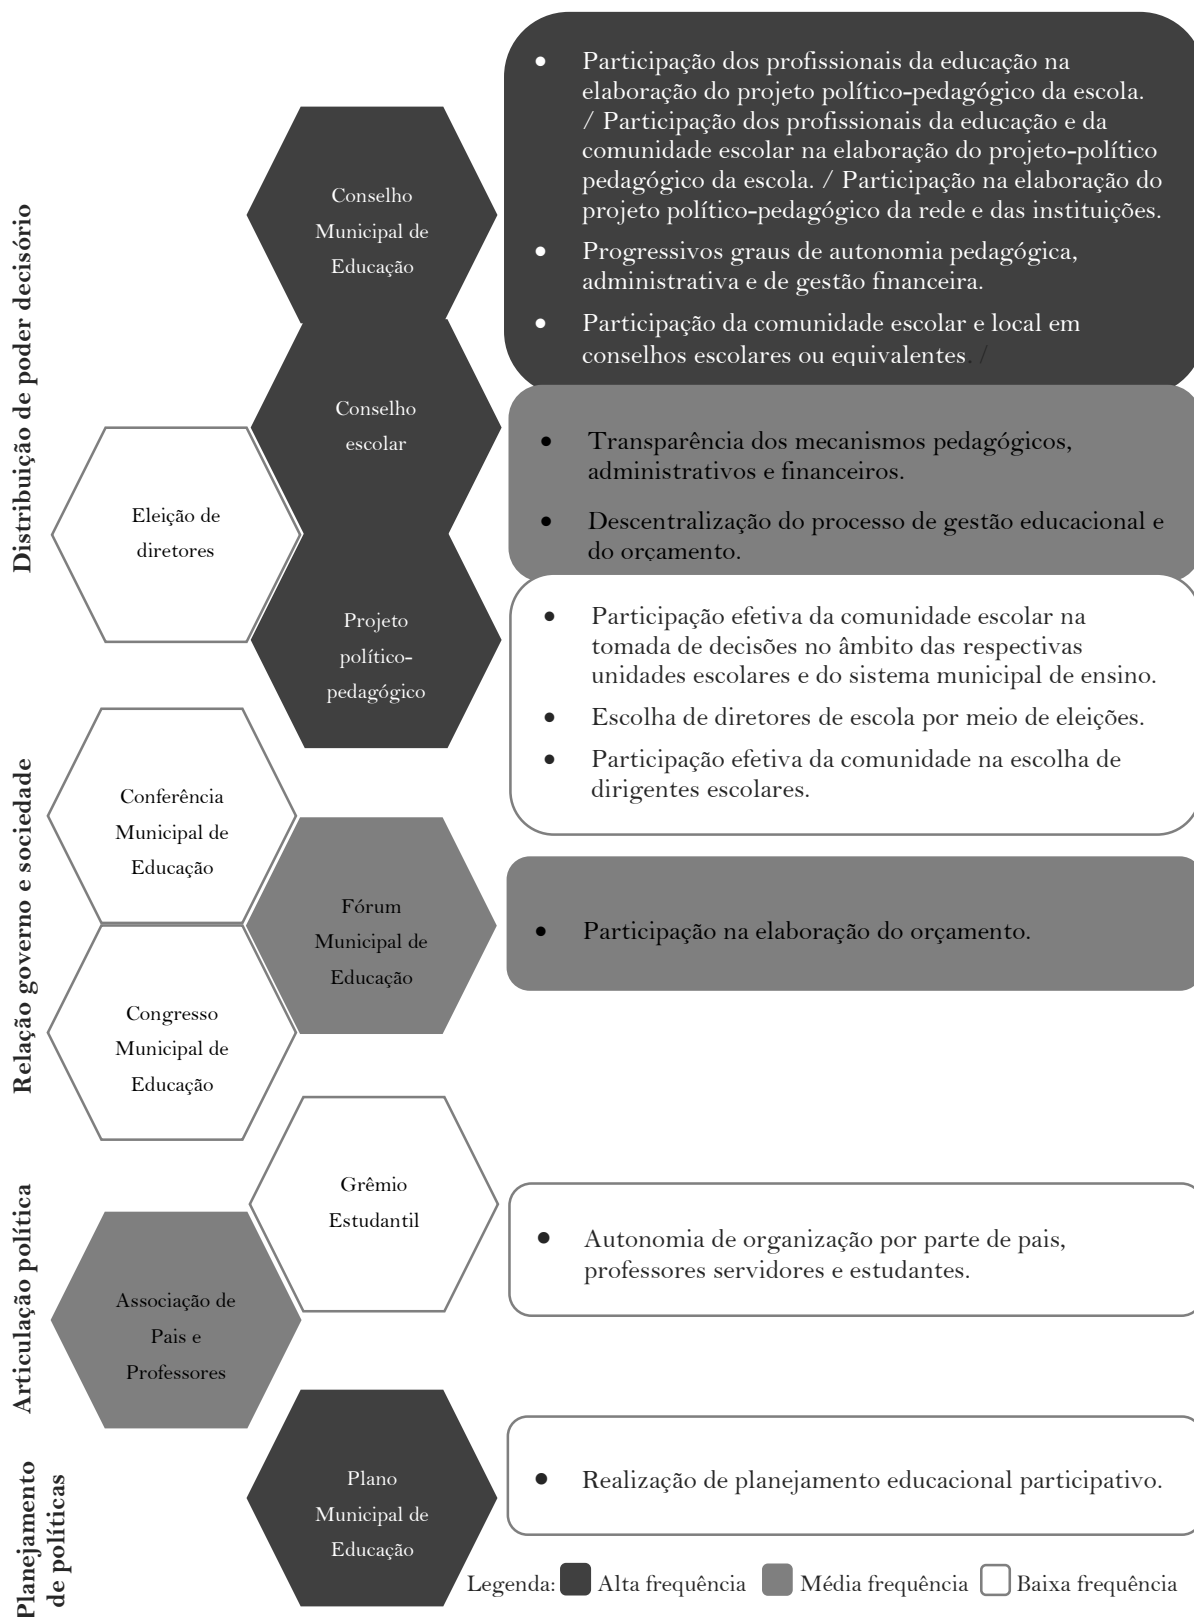 Distribuição de poder decisório
Conselho
Municipal de
Educação
Conselho
escolar
Eleição de
diretores
Projeto
político-
pedagógico
• Participação dos profissionais da educação na
elaboração do projeto político-pedagógico da escola.
/ Participação dos profissionais da educação e da
comunidade escolar na elaboração do projeto-político
pedagógico da escola. / Participação na elaboração do
projeto político-pedagógico da rede e das instituições.
• Progressivos graus de autonomia pedagógica,
administrativa e de gestão financeira.
• Participação da comunidade escolar e local em
conselhos escolares ou equivalentes. /
• Transparência dos mecanismos pedagógicos,
administrativos e financeiros.
• Descentralização do processo de gestão educacional e
do orçamento.
• Participação efetiva da comunidade escolar na
tomada de decisões no âmbito das respectivas
unidades escolares e do sistema municipal de ensino.
• Escolha de diretores de escola por meio de eleições.
• Participação efetiva da comunidade na escolha de
dirigentes escolares.
Relação governo e sociedade
Conferência
Municipal de
Educação
Fórum
Municipal de
Educação
Congresso
Municipal de
Educação
• Participação na elaboração do orçamento.
Articulação política
Grêmio
Estudantil
Associação de
Pais e
Professores
• Autonomia de organização por parte de pais,
professores servidores e estudantes.
Planejamento
de políticas
Plano
Municipal de
Educação
• Realização de planejamento educacional participativo.
Legenda: Alta frequência Média frequência Baixa frequência